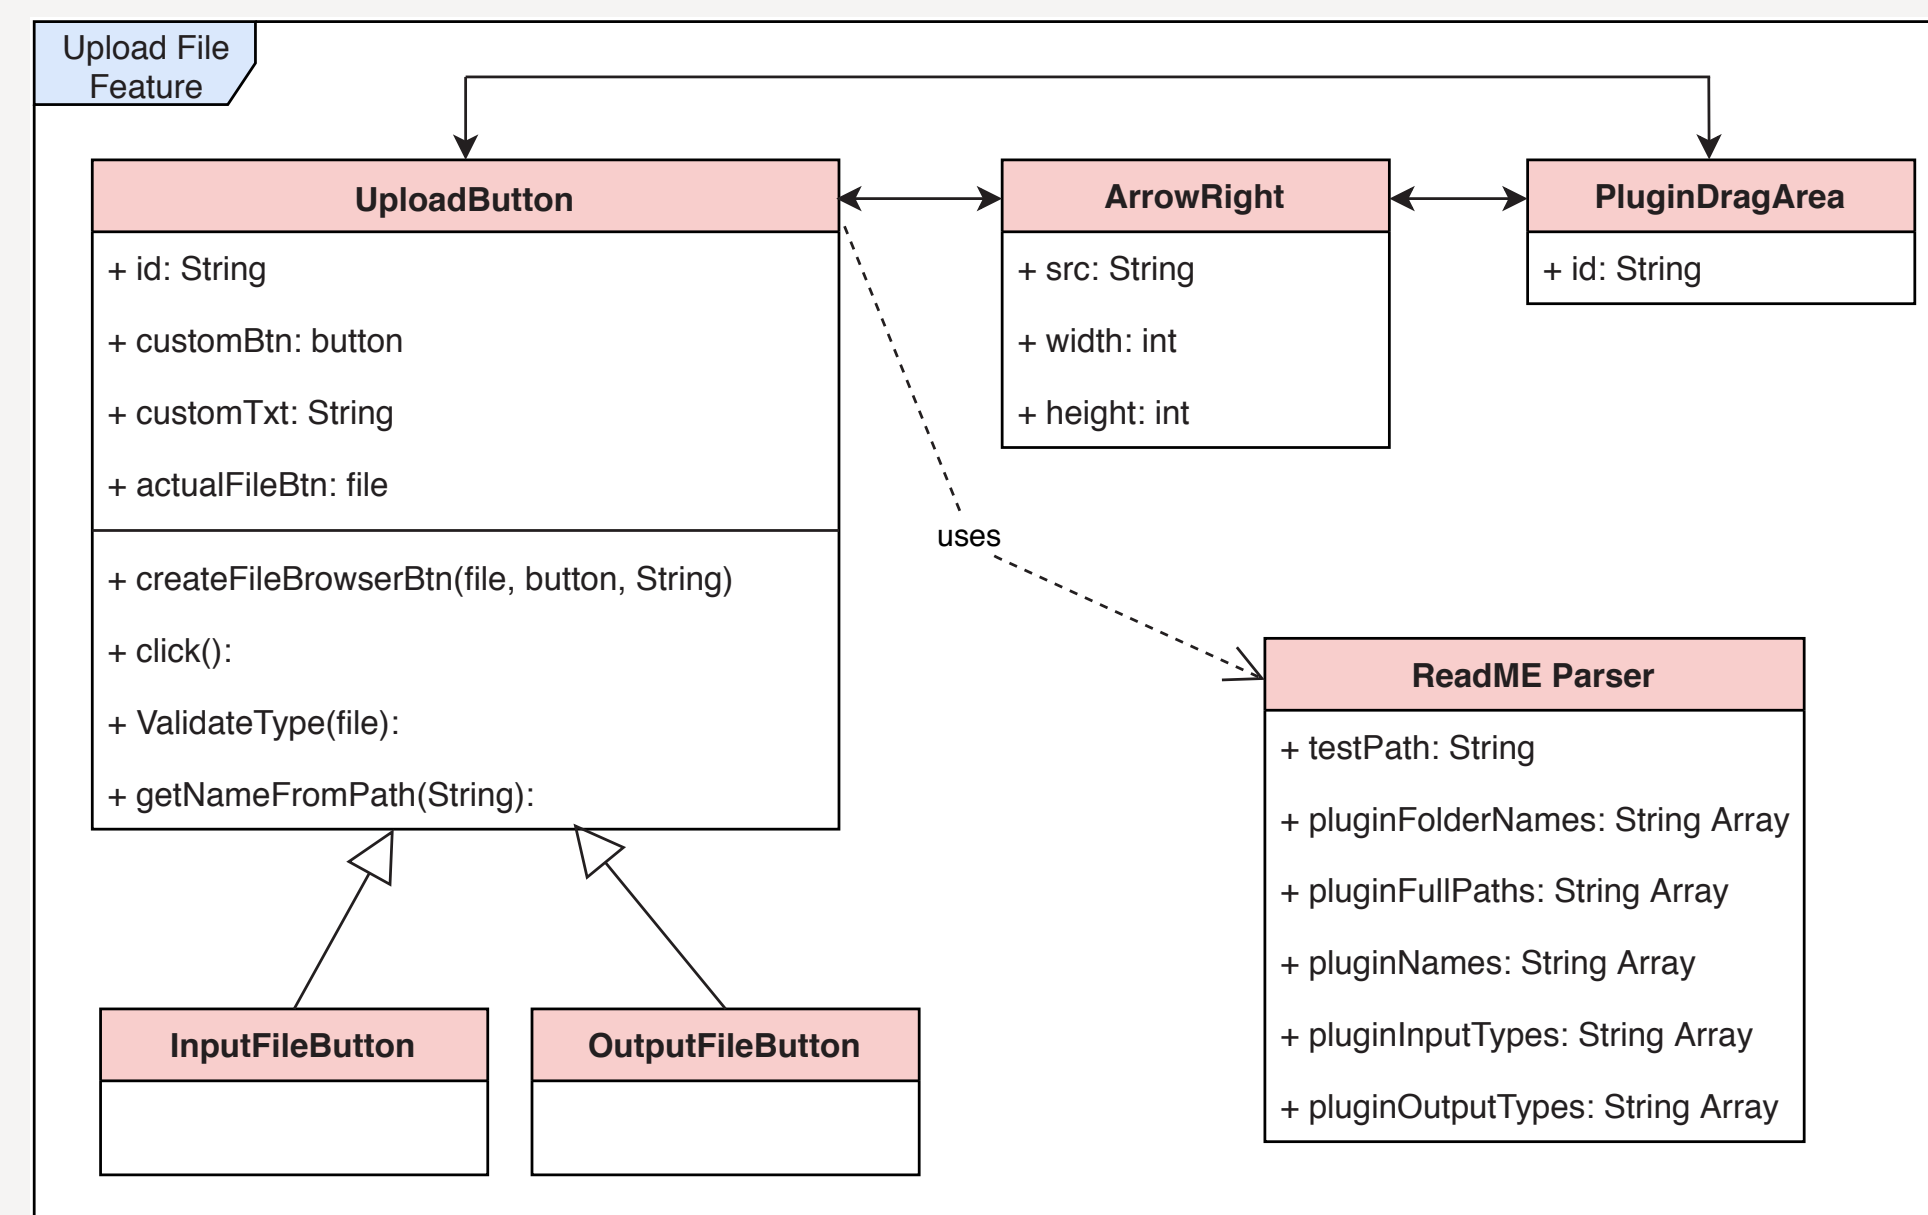 Upload File
Feature
UploadButton
+ id: String
+ customBtn: button
+ customTxt: String
+ actualFileBtn: file
+ createFileBrowserBtn(file, button, String)
+ click():
+ ValidateType(file):
+ getNameFromPath(String):
ArrowRight
+ src: String
+ width: int
+ height: int
PluginDragArea
+ id: String
uses
ReadME Parser
+ testPath: String
+ pluginFolderNames: String Array
+ pluginFullPaths: String Array
+ pluginNames: String Array
+ pluginInputTypes: String Array
+ pluginOutputTypes: String Array
InputFileButton
OutputFileButton